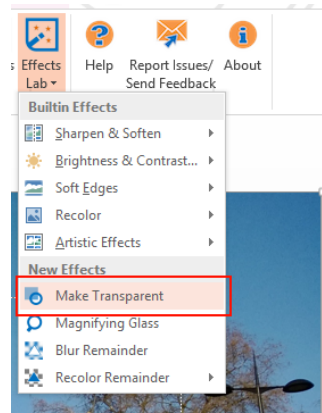 Effects Help Report Issues/ About
Lab Send Feedback
Builtin Effects
Sharpen & Soften
Brightness & Contrast...
Soft Edges
Recolor
Artistic Effects
New Effects
Make Transparent
Magnifying Glass
Blur Remainder
Recolor Remainder